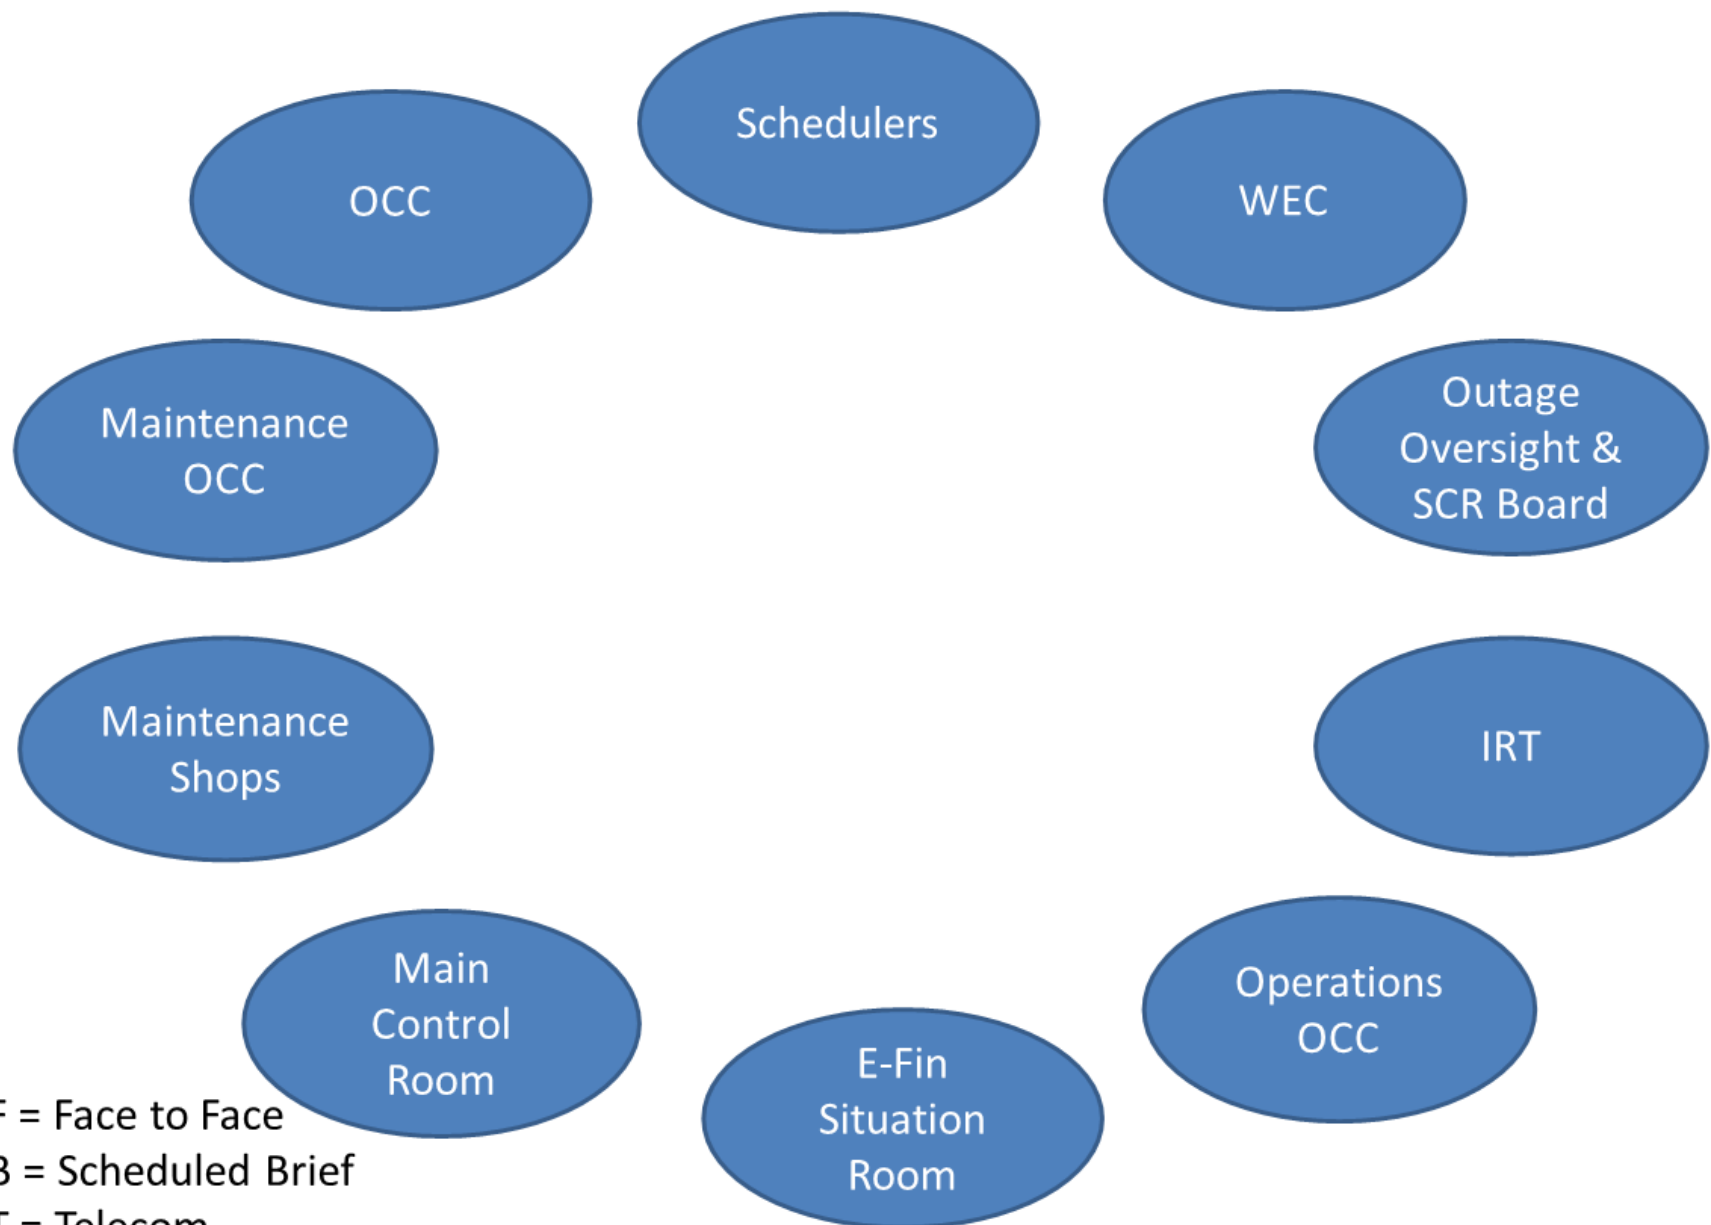 Schedulers
OCC
WEC
Maintenance
OCC
Outage
Oversight &
SCR Board
Maintenance
Shops
IRT
Main
Control
Room
Operations
OCC
E-Fin
Situation
Room
F = Face to Face
B = Scheduled Brief
T = Telecom